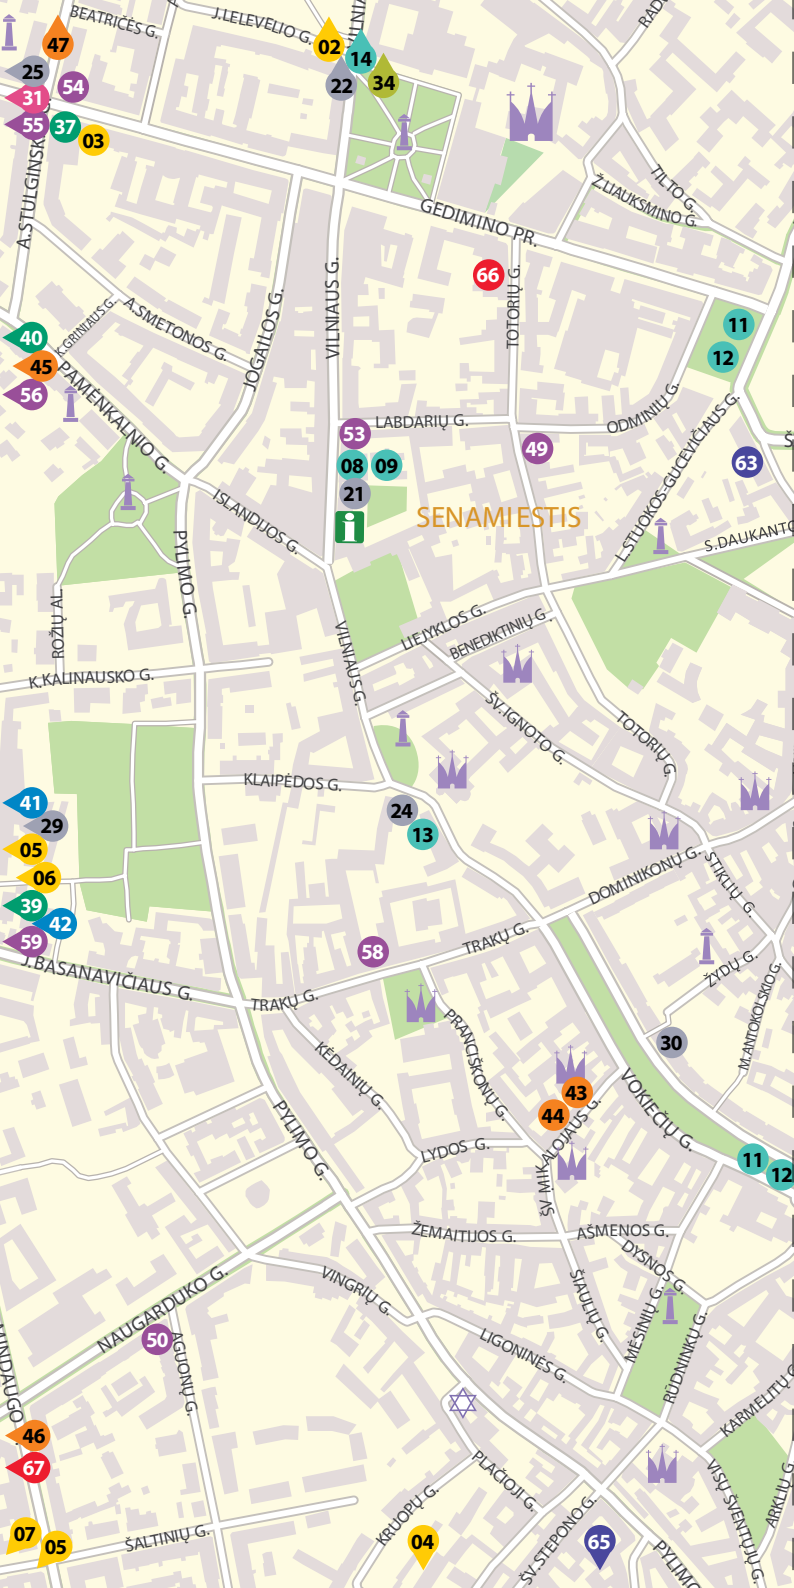 BEATRIČĖS G.
J.LELEVELIO G.
VILNIA
RADV
47
02
14
25
54
22
34
31
55
37
03
A.STULGINSK
TILTO G.
ŽLIAUKSMINO G.
GEDIMINO PR.
66
TOTORIŲ G.
VILNIAUS G.
JOGAILOS G.
A.SMETONOS G.
K.GRINIAUS G.
11
12
40
45
56
PAMĖNKALNIO G.
53
LABDARIŲ G.
ODMINIŲ G.
49
L.STUOKOS-GUCEVIČIAUS G.
08
09
63
21
ISLANDIJOS G.
SENAMIESTIS
S.DAUKANTO
PYLIMO G.
ROŽIŲ AL.
VILNIAUS G.
LIEJYKLOS G.
BENEDIKTINIŲ G.
K.KALINAUSKO G.
ŠV.IGNOTO G.
TOTORIŲ G.
KLAIPĖDOS G.
41
29
24
13
05
06
39
42
59
DOMINIKONŲ G.
STIKLIŲ G.
58
TRAKŲ G.
J.BASANAVIČIAUS G.
TRAKŲ G.
ŽYDŲ G.
M.ANTOKOLSKIO G.
PRANCIŠKONŲ G.
KĖDAINIŲ G.
30
43
44
VOKIEČIŲ G.
PYLIMO G.
LYDOS G.
ŠV. MIKALOJAUS G.
11
12
ŽEMAITIJOS G.
AŠMENOS G.
DYSNOS G.
VINGRIŲ G.
ŠIAULIŲ G.
MĖSINIŲ G.
RŪDNINKŲ G.
NAUGARDUKO G.
50
AGUONŲ G.
LIGONINĖS G.
MINDAUGO
KARMELITŲ G
46
67
PLAČIOJI G.
VISŲ ŠVENTŲJŲ G.
ARKLIŲ G
KRUOPŲ G.
ŠV.STEPONO G.
07
05
ŠALTINIŲ G.
04
65
PYLIMO